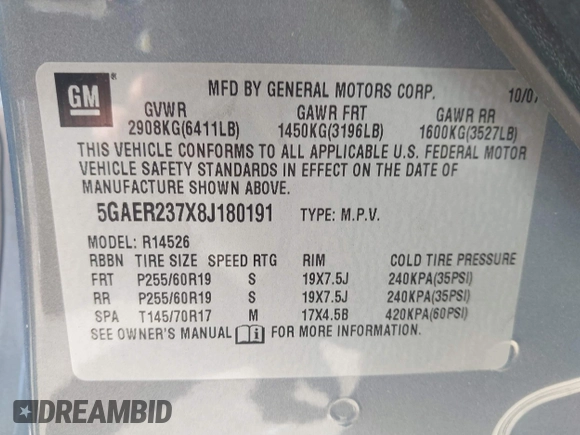 GM ®
MFD BY GENERAL MOTORS CORP. 10/07
GVWR GAWR FRT GAWR RR
2908KG(6411LB) 1450KG(3196LB) 1600KG(3527LB)
THIS VEHICLE CONFORMS TO ALL APPLICABLE U.S. FEDERAL MOTOR
VEHICLE SAFETY STANDARDS IN EFFECT ON THE DATE OF
MANUFACTURE SHOWN ABOVE.
5GAER237X8J180191 TYPE: M.P.V.
MODEL: R14526
RBBN TIRE SIZE SPEED RTG RIM COLD TIRE PRESSURE
FRT P255/60R19 S 19X7.5J 240KPA(35PSI)
RR P255/60R19 S 19X7.5J 240KPA(35PSI)
SPA T145/70R17 M 17X4.5B 420KPA(60PSI)
SEE OWNER'S MANUAL FOR MORE INFORMATION.
DREAMBID